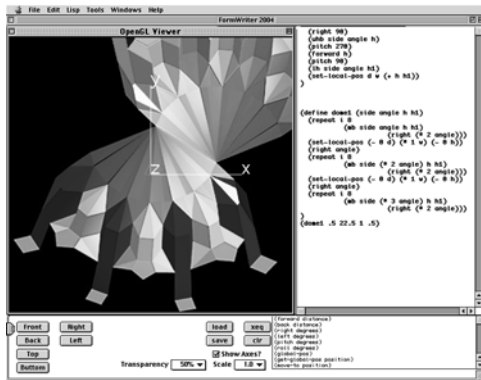 File Edit Lisp Tools Windows Help
FormWriter 2004
OpenGL Viewer
y
z
x
(right 90)
(whb side angle h)
(pitch 270)
(forward h)
(pitch 90)
(lh side angle h1)
(set-local-pos d w (+ h h1))
)
(define dome1 (side angle h h1)
(repeat i 8
(mb side angle h h1)
(right (* 2 angle)))
(set-local-pos (- 0 d) (* 1 w) (- 0 h))
(right angle)
(repeat i 8
(mb side (* 2 angle) h h1)
(right (* 2 angle)))
(set-local-pos (- 0 d) (* 1 w) (- 0 h))
(right angle)
(repeat i 8
(mb side (* 3 angle) h h1)
(right (* 2 angle)))
)
(dome1 .5 22.5 1 .5)
Front Right
Back Left
Top
Bottom
load xeq
save clr
Show Axes?
Transparency 50% Scale 1.0
(forward distance)
(back distance)
(right degrees)
(left degrees)
(pitch degrees)
(roll degrees)
(global-pos)
(get-global-pos position)
(move-to position)